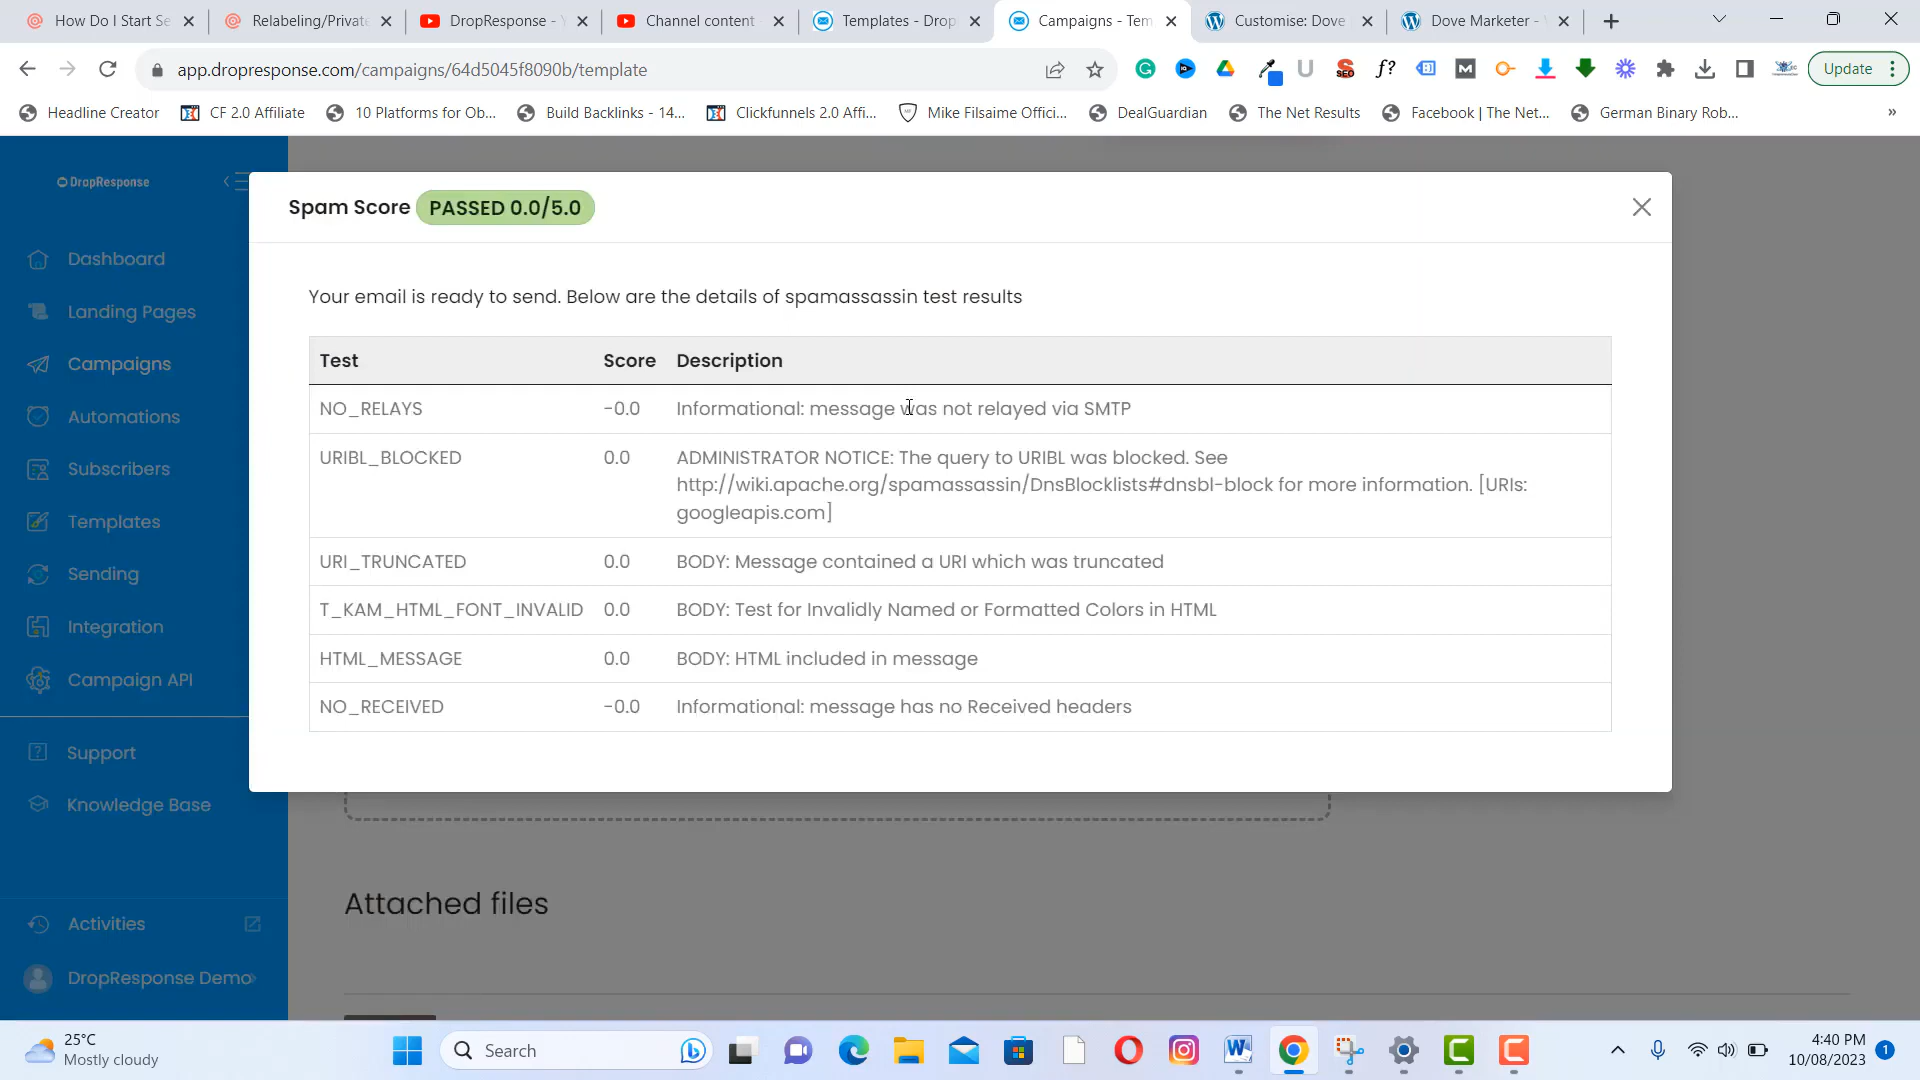 How Do I Start Se
Relabeling/Privat
DropResponse - Y
Channel content -
Templates - Drop
Campaigns - Tem
Customise: Dove
Dove Marketer -
app.dropresponse.com/campaigns/64d5045f8090b/template
Update
Headline Creator
CF 2.0 Affiliate
10 Platforms for Ob...
Build Backlinks - 14...
Clickfunnels 2.0 Affi...
Mike Filsaime Offici...
DealGuardian
The Net Results
Facebook | The Net...
German Binary Rob...
»
DropResponse
Dashboard
Landing Pages
Campaigns
Automations
Subscribers
Templates
Sending
Integration
Campaign API
Support
Knowledge Base
Activities
DropResponse Demo
Spam Score PASSED 0.0/5.0
Your email is ready to send. Below are the details of spamassassin test results
Test Score Description
NO_RELAYS -0.0 Informational: message was not relayed via SMTP
URIBL_BLOCKED 0.0 ADMINISTRATOR NOTICE: The query to URIBL was blocked. See
http://wiki.apache.org/spamassassin/DnsBlocklists#dnsbl-block for more information. [URIs:
googleapis.com]
URI_TRUNCATED 0.0 BODY: Message contained a URI which was truncated
T_KAM_HTML_FONT_INVALID 0.0 BODY: Test for Invalidly Named or Formatted Colors in HTML
HTML_MESSAGE 0.0 BODY: HTML included in message
NO_RECEIVED -0.0 Informational: message has no Received headers
Attached files
25°C
Mostly cloudy
Search
4:40 PM
10/08/2023
1